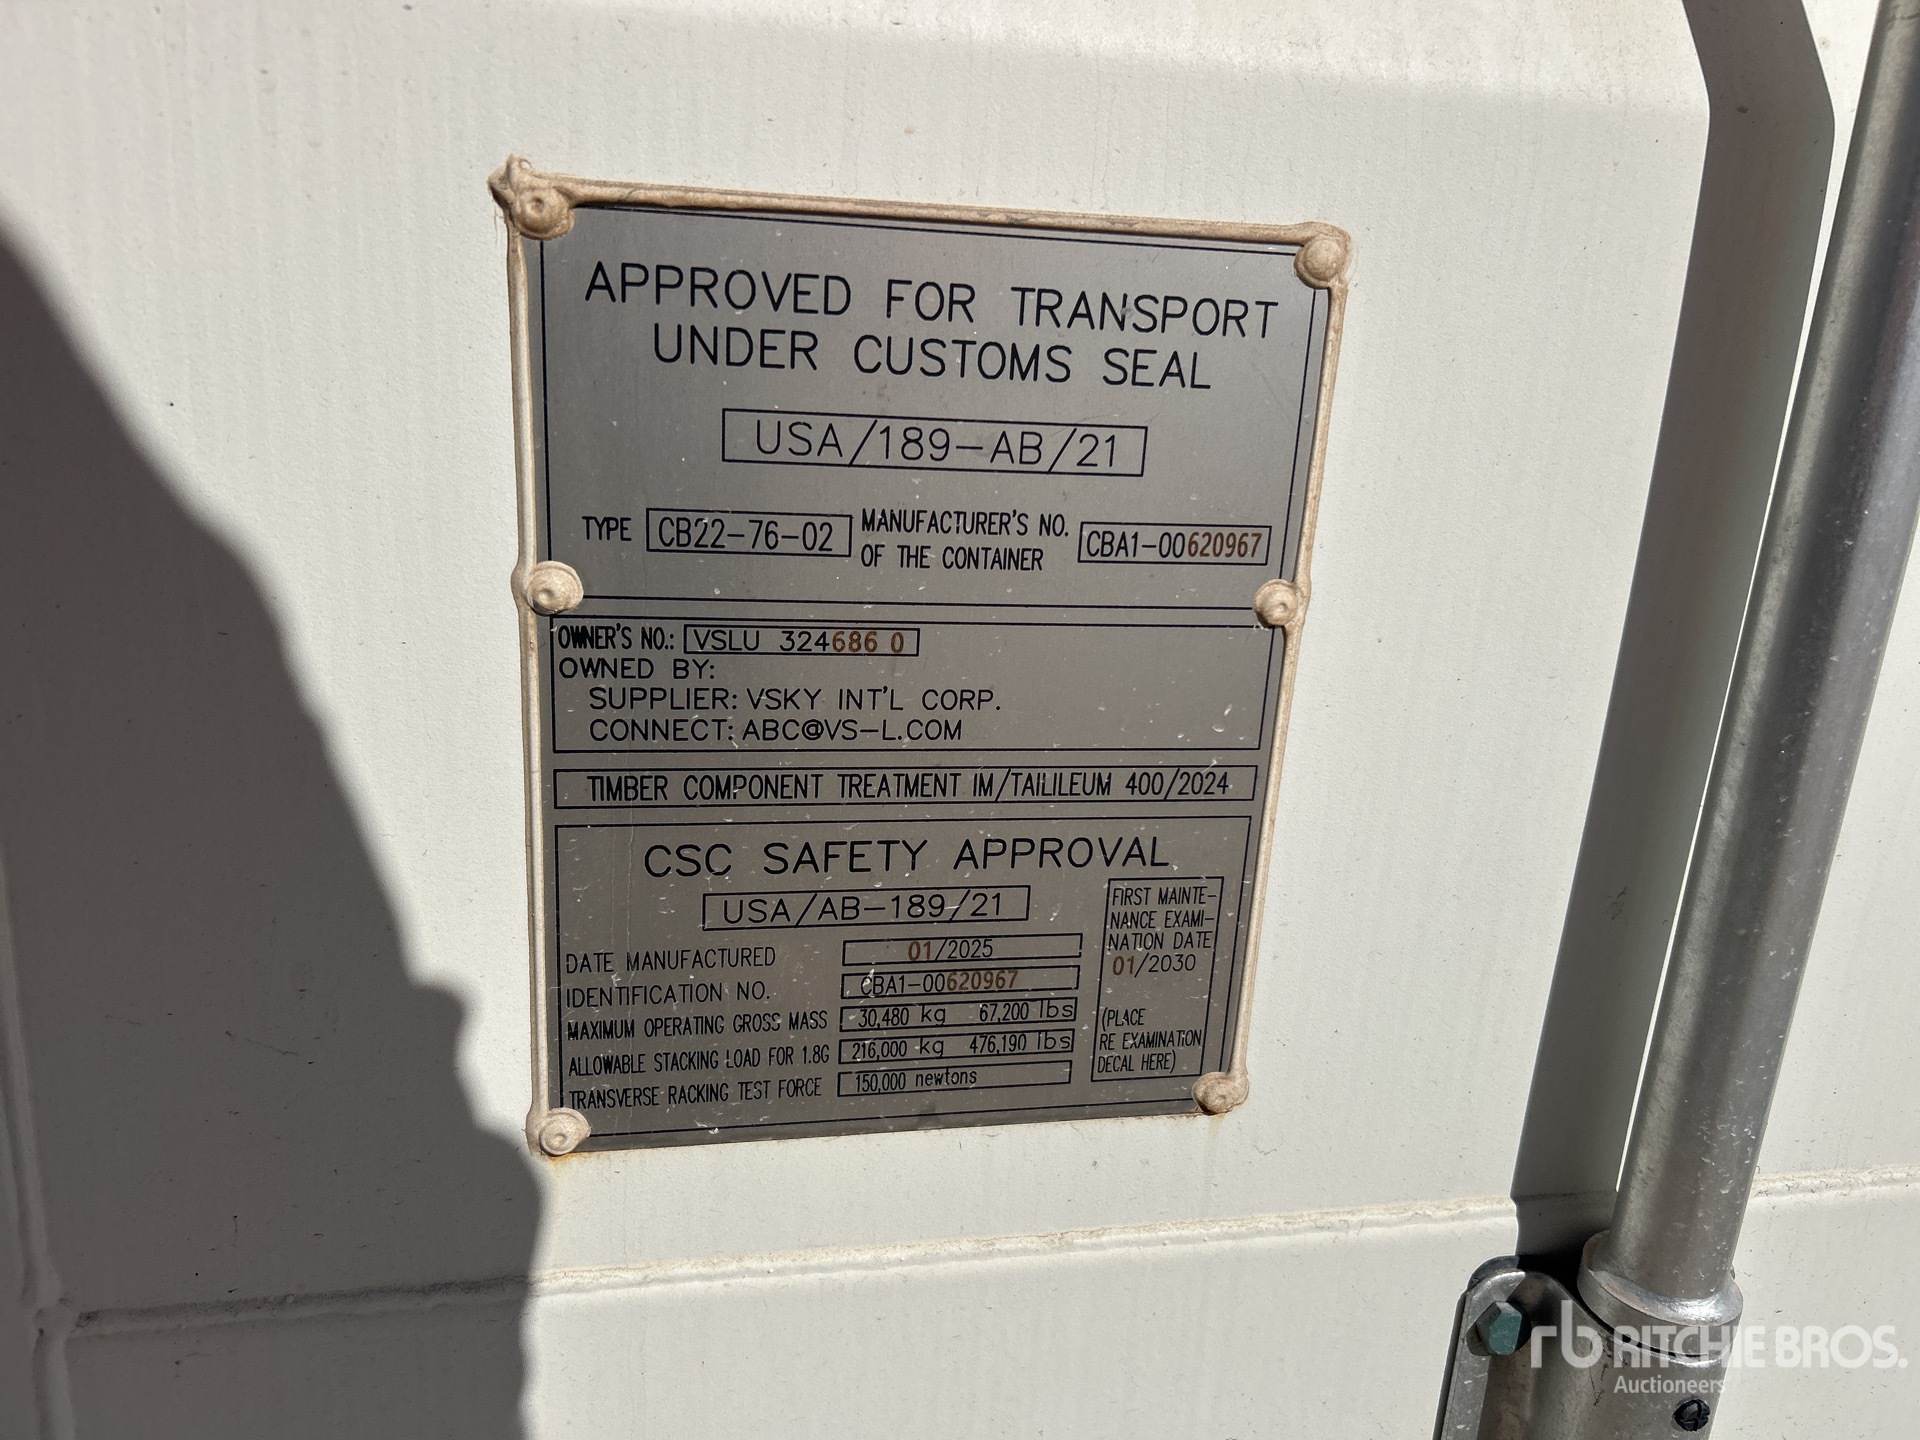 APPROVED FOR TRANSPORT
UNDER CUSTOMS SEAL
USA/189-AB/21
TYPE CB22-76-02 MANUFACTURER'S NO. OF THE CONTAINER CBA1-00620967
OWNER'S NO.: VSLU 324686 0
OWNED BY:
SUPPLIER: VSKY INT'L CORP.
CONNECT: ABC@VS-L.COM
TIMBER COMPONENT TREATMENT IM/TAILILEUM 400/2024
CSC SAFETY APPROVAL
USA/AB-189/21
DATE MANUFACTURED 01/2025
IDENTIFICATION NO. CBA1-00620967
MAXIMUM OPERATING GROSS MASS 30,480 kg 67,200 lbs
ALLOWABLE STACKING LOAD FOR 1.8G 216,000 kg 476,190 lbs
TRANSVERSE RACKING TEST FORCE 150,000 newtons
FIRST MAINTE-
NANCE EXAMI-
NATION DATE
01/2030
(PLACE
RE EXAMINATION
DECAL HERE)
rb RITCHIE BROS.
Auctioneers